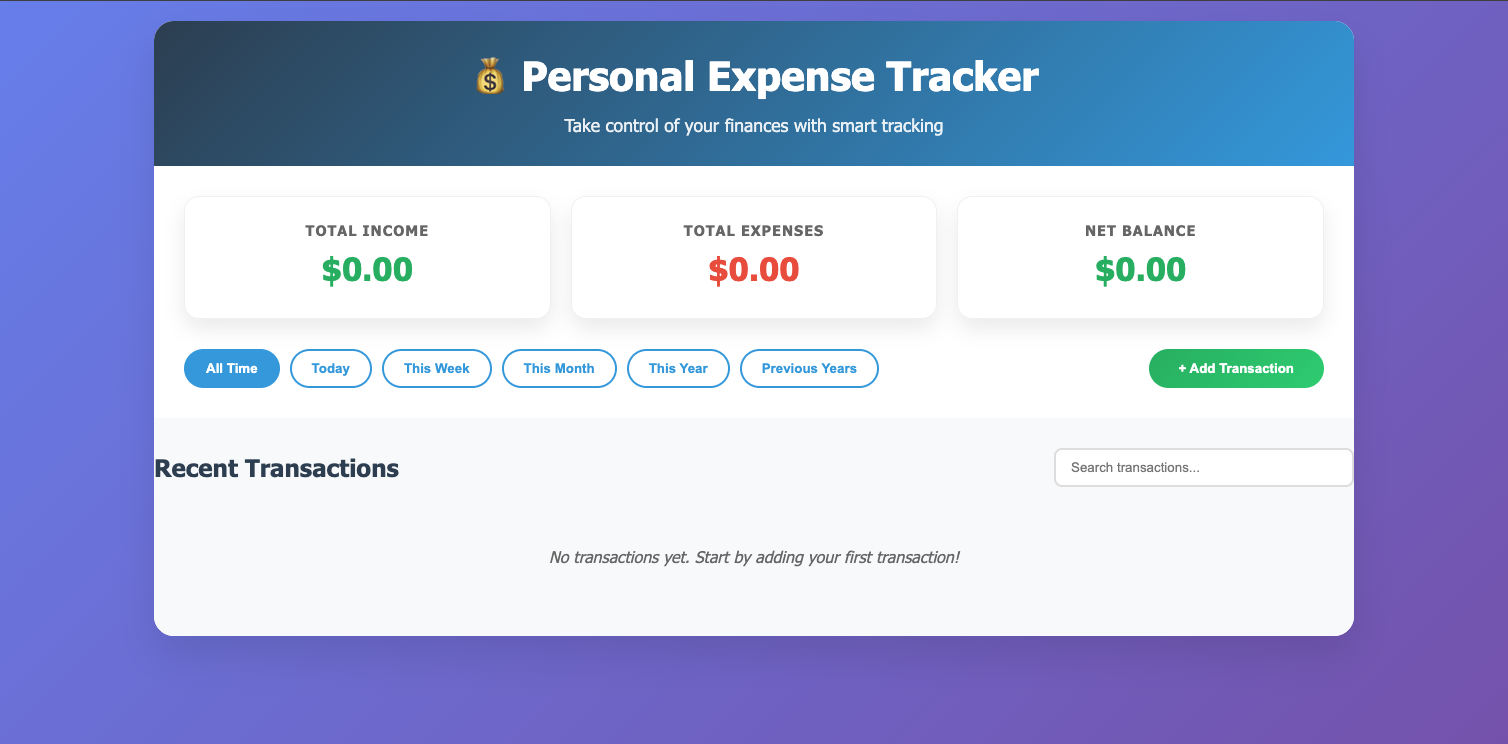 💰 Personal Expense Tracker
Take control of your finances with smart tracking
TOTAL INCOME
$0.00
TOTAL EXPENSES
$0.00
NET BALANCE
$0.00
All Time
Today
This Week
This Month
This Year
Previous Years
+ Add Transaction
Recent Transactions
Search transactions...
No transactions yet. Start by adding your first transaction!